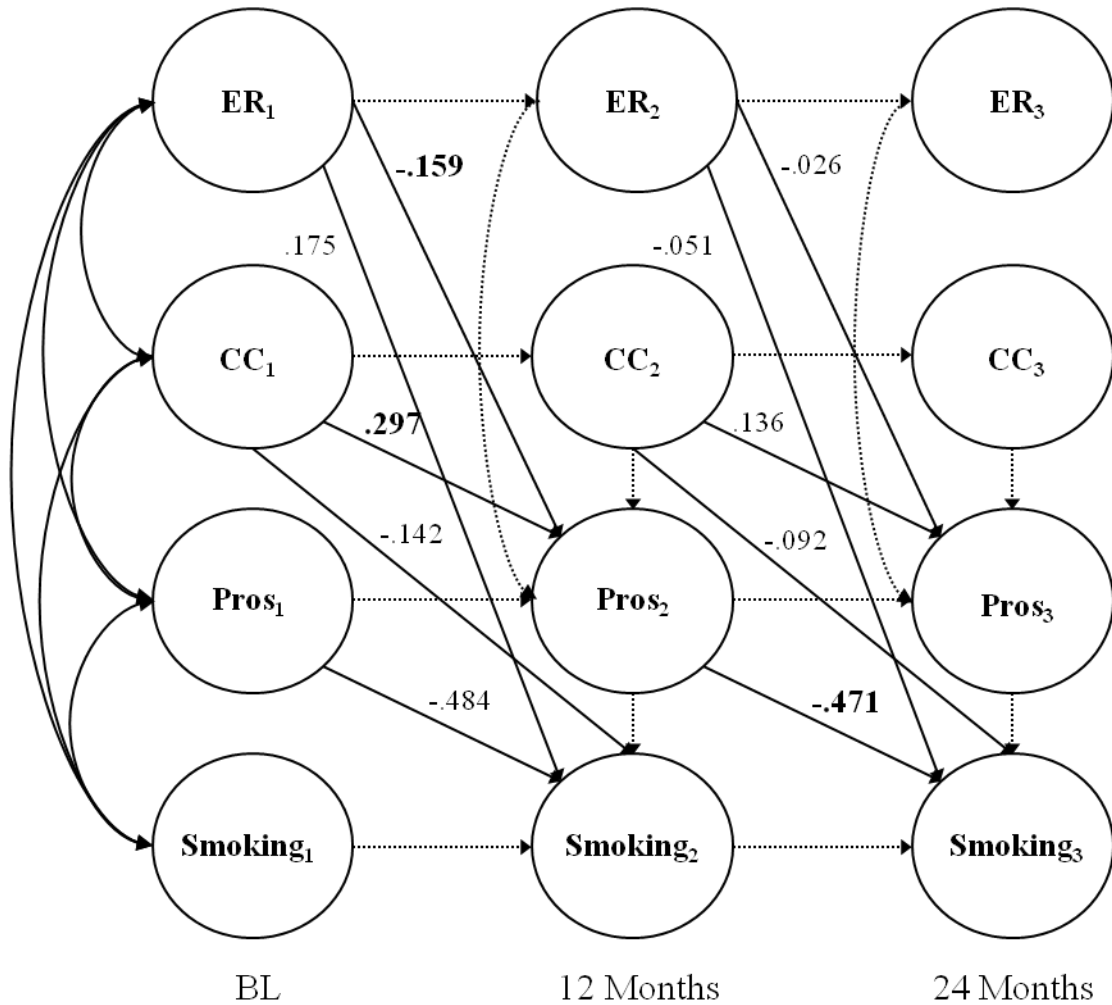 ER₁ ER₂ ER₃
-.159 -.026
.175 -.051
CC₁ CC₂ CC₃
.297 .136
-.142 -.092
Pros₁ Pros₂ Pros₃
-.484 -.471
Smoking₁ Smoking₂ Smoking₃
BL 12 Months 24 Months